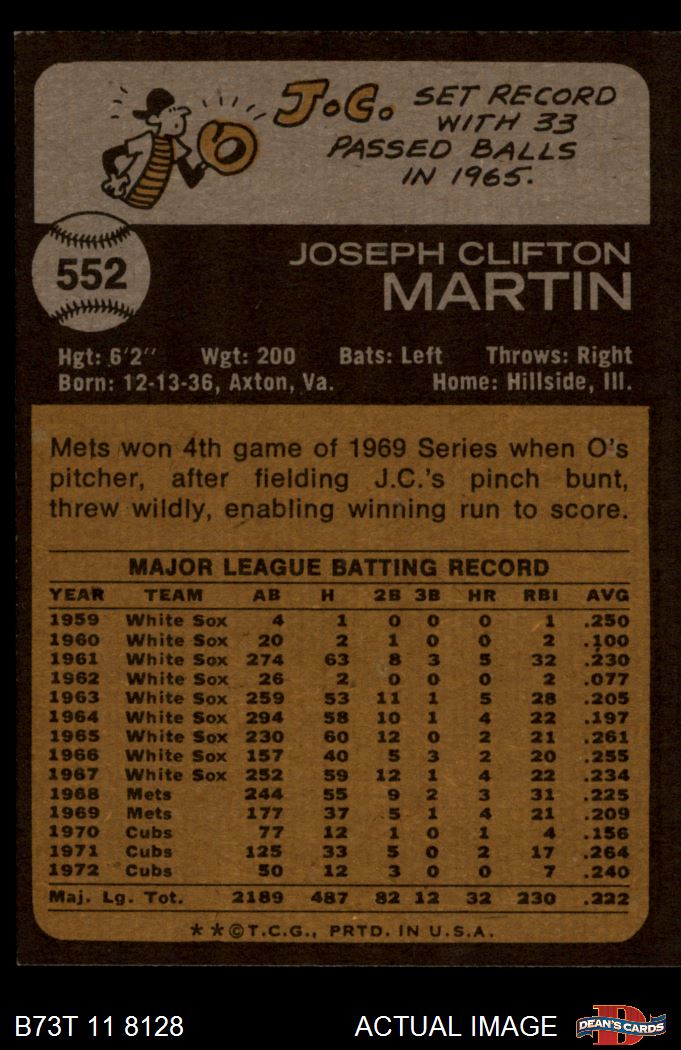 J.C. SET RECORD
WITH 33
PASSED BALLS
IN 1965.
552
JOSEPH CLIFTON
MARTIN
Hgt: 6'2" Wgt: 200 Bats: Left Throws: Right
Born: 12-13-36, Axton, Va. Home: Hillside, Ill.
Mets won 4th game of 1969 Series when O's
pitcher, after fielding J.C.'s pinch bunt,
threw wildly, enabling winning run to score.
MAJOR LEAGUE BATTING RECORD
YEAR TEAM AB H 2B 3B HR RBI AVG
1959 White Sox 4 1 0 0 0 1 .250
1960 White Sox 20 2 1 0 0 2 .100
1961 White Sox 274 63 8 3 5 32 .230
1962 White Sox 26 2 0 0 0 2 .077
1963 White Sox 259 53 11 1 5 28 .205
1964 White Sox 294 58 10 1 4 22 .197
1965 White Sox 230 60 12 0 2 21 .261
1966 White Sox 157 40 5 3 2 20 .255
1967 White Sox 252 59 12 1 4 22 .234
1968 Mets 244 55 9 2 3 31 .225
1969 Mets 177 37 5 1 4 21 .209
1970 Cubs 77 12 1 0 1 4 .156
1971 Cubs 125 33 5 0 2 17 .264
1972 Cubs 50 12 3 0 0 7 .240
Maj. Lg. Tot. 2189 487 82 12 32 230 .222
**©T.C.G., PRTD. IN U.S.A.
B73T 11 8128 ACTUAL IMAGE
DEAN'S CARDS